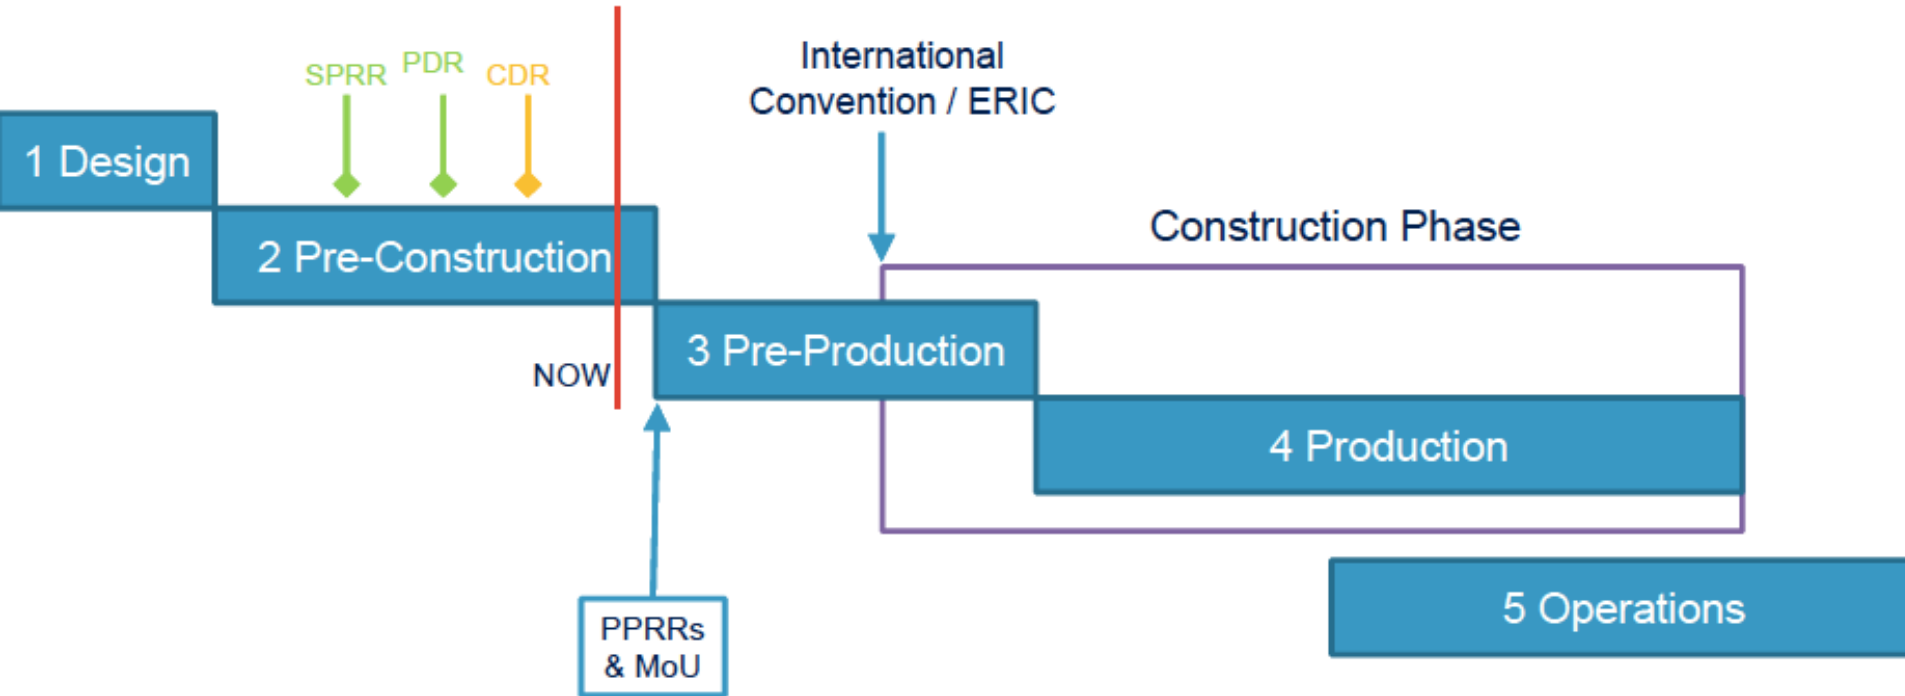 SPRR
PDR
CDR
International
Convention / ERIC
1 Design
2 Pre-Construction
Construction Phase
NOW
3 Pre-Production
4 Production
PPRRs
& MoU
5 Operations